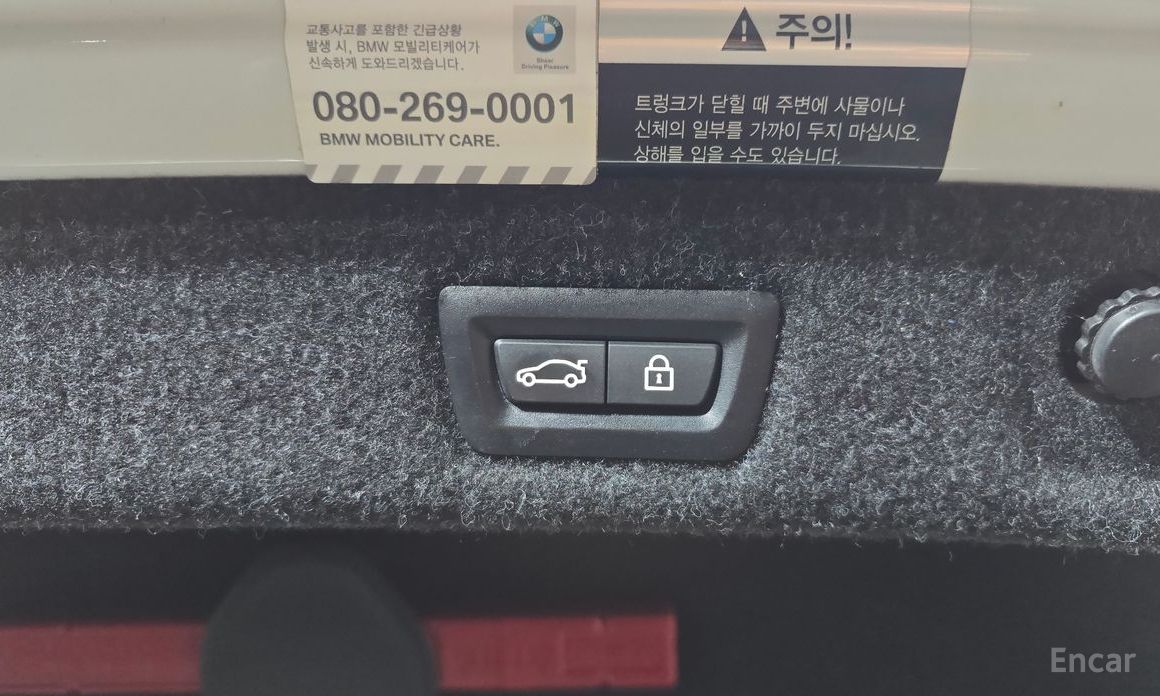 교통사고를 포함한 긴급상황
발생 시, BMW 모빌리티케어가
신속하게 도와드리겠습니다.
BMW
Sheer
Driving Pleasure
080-269-0001
BMW MOBILITY CARE.
주의!
트렁크가 닫힐 때 주변에 사물이나
신체의 일부를 가까이 두지 마십시오.
상해를 입을 수도 있습니다.
Encar